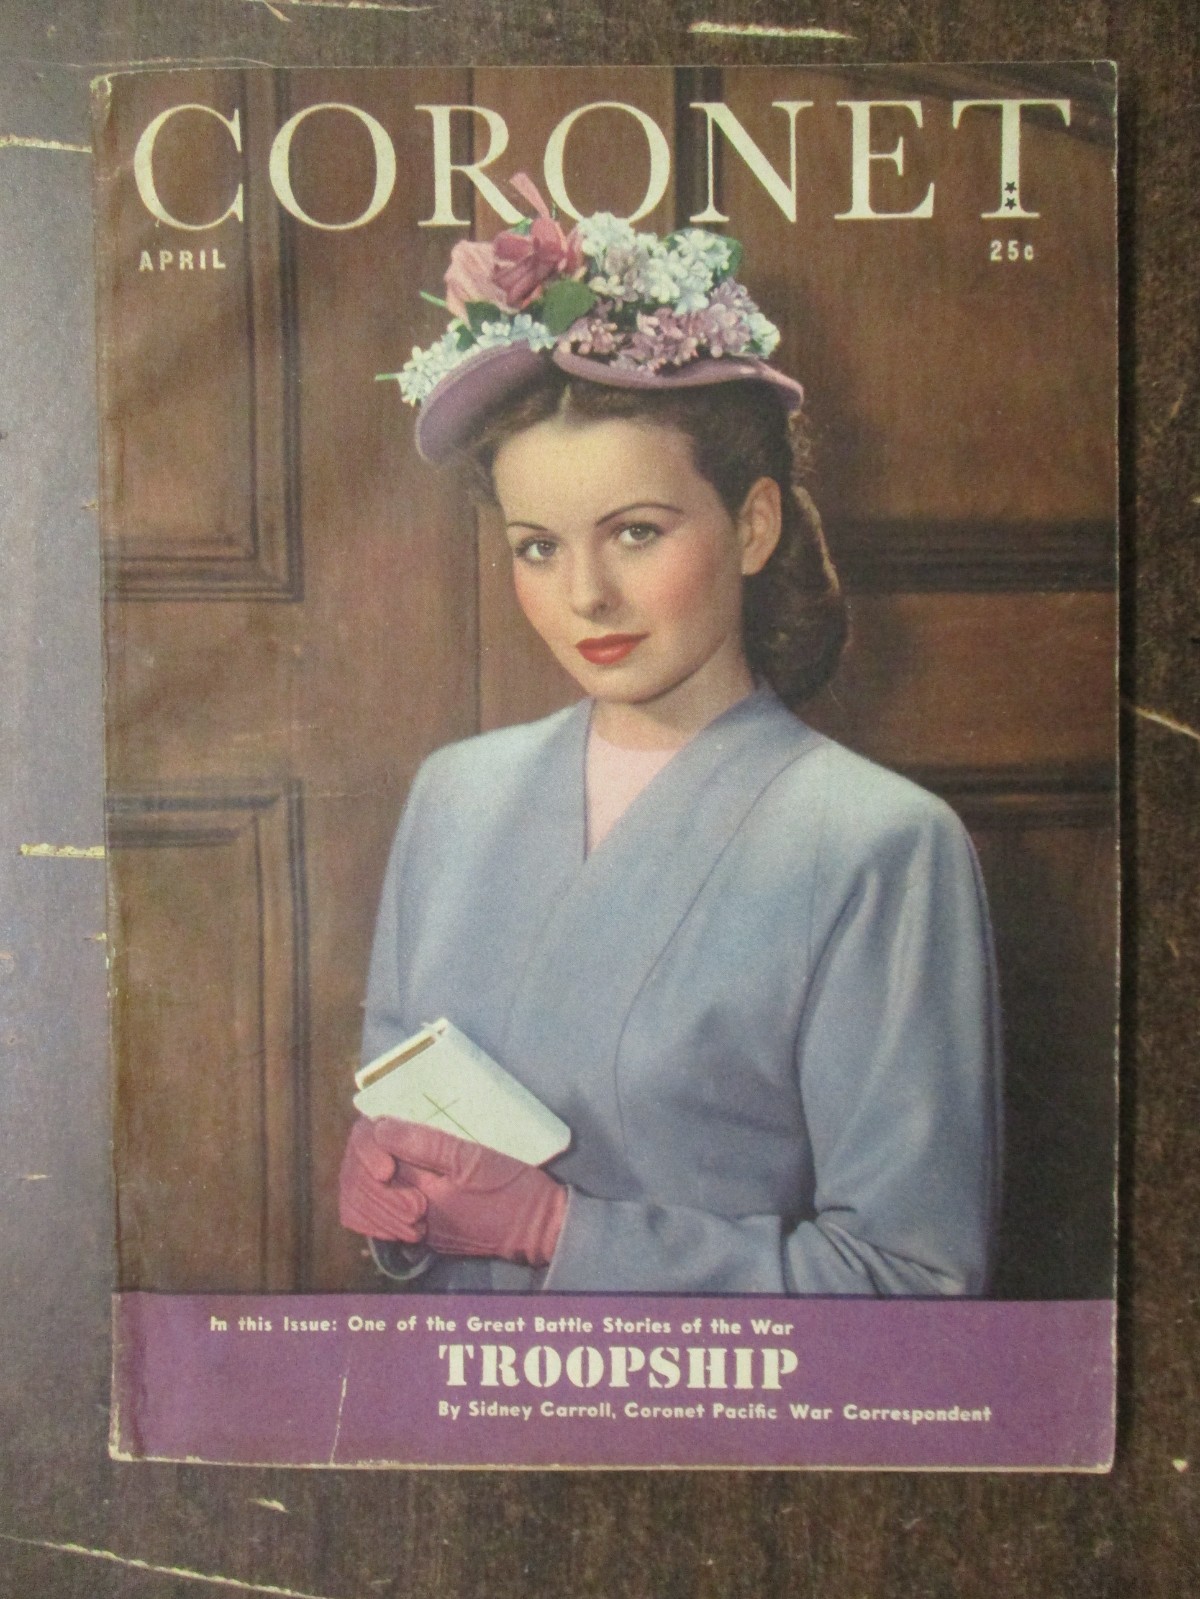 CORONET
APRIL 25¢
In this Issue: One of the Great Battle Stories of the War
TROOPSHIP
By Sidney Carroll, Coronet Pacific War Correspondent